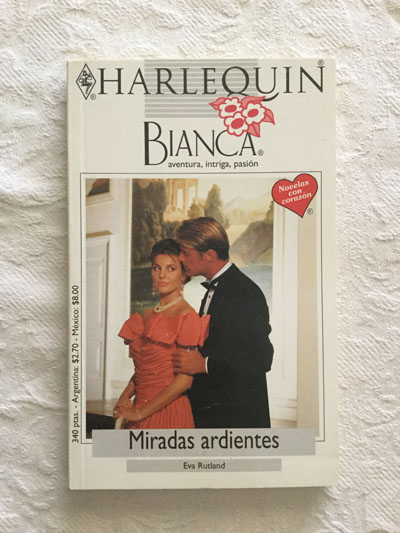 HARLEQUIN®
BIANCA®
aventura, intriga, pasión
Novelas
con
corazón
®
340 ptas. - Argentina: $2.70 - México: $8.00
Miradas ardientes
Eva Rutland